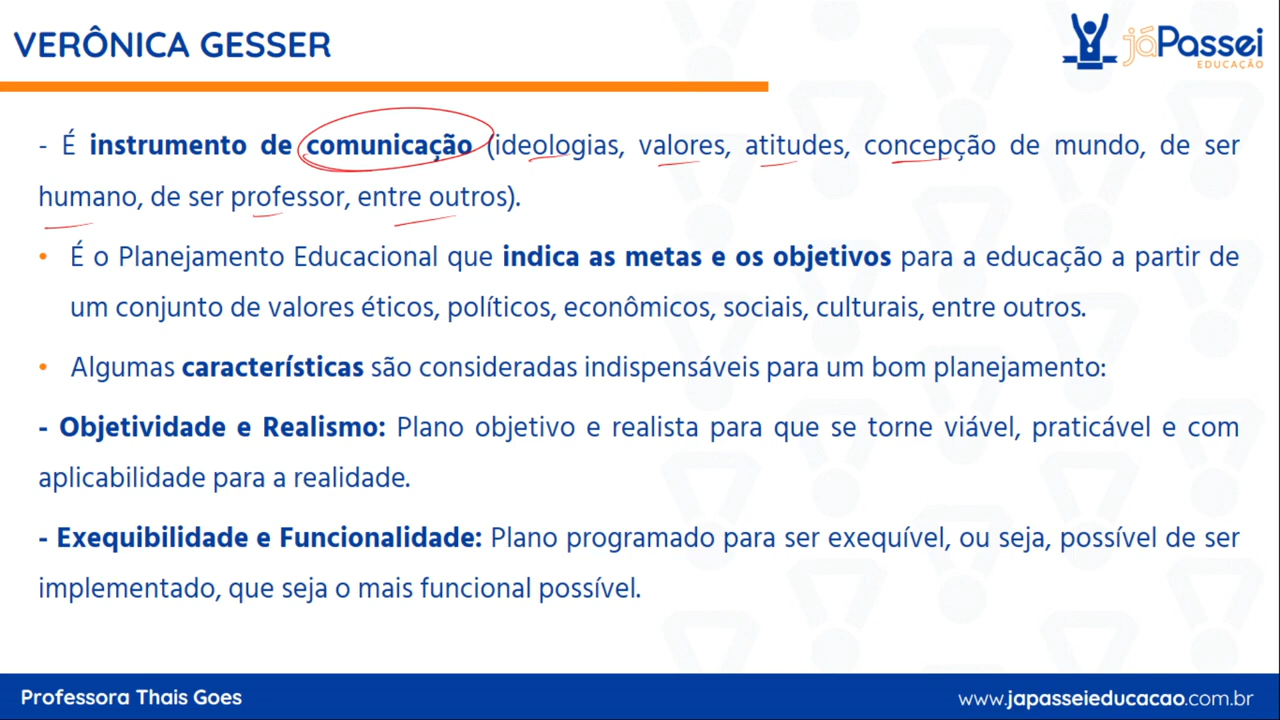 VERÔNICA GESSER
jáPassei
EDUCAÇÃO
- É instrumento de comunicação (ideologias, valores, atitudes, concepção de mundo, de ser
humano, de ser professor, entre outros).
• É o Planejamento Educacional que indica as metas e os objetivos para a educação a partir de
um conjunto de valores éticos, políticos, econômicos, sociais, culturais, entre outros.
• Algumas características são consideradas indispensáveis para um bom planejamento:
- Objetividade e Realismo: Plano objetivo e realista para que se torne viável, praticável e com
aplicabilidade para a realidade.
- Exequibilidade e Funcionalidade: Plano programado para ser exequível, ou seja, possível de ser
implementado, que seja o mais funcional possível.
Professora Thais Goes
www.japasseieducacao.com.br